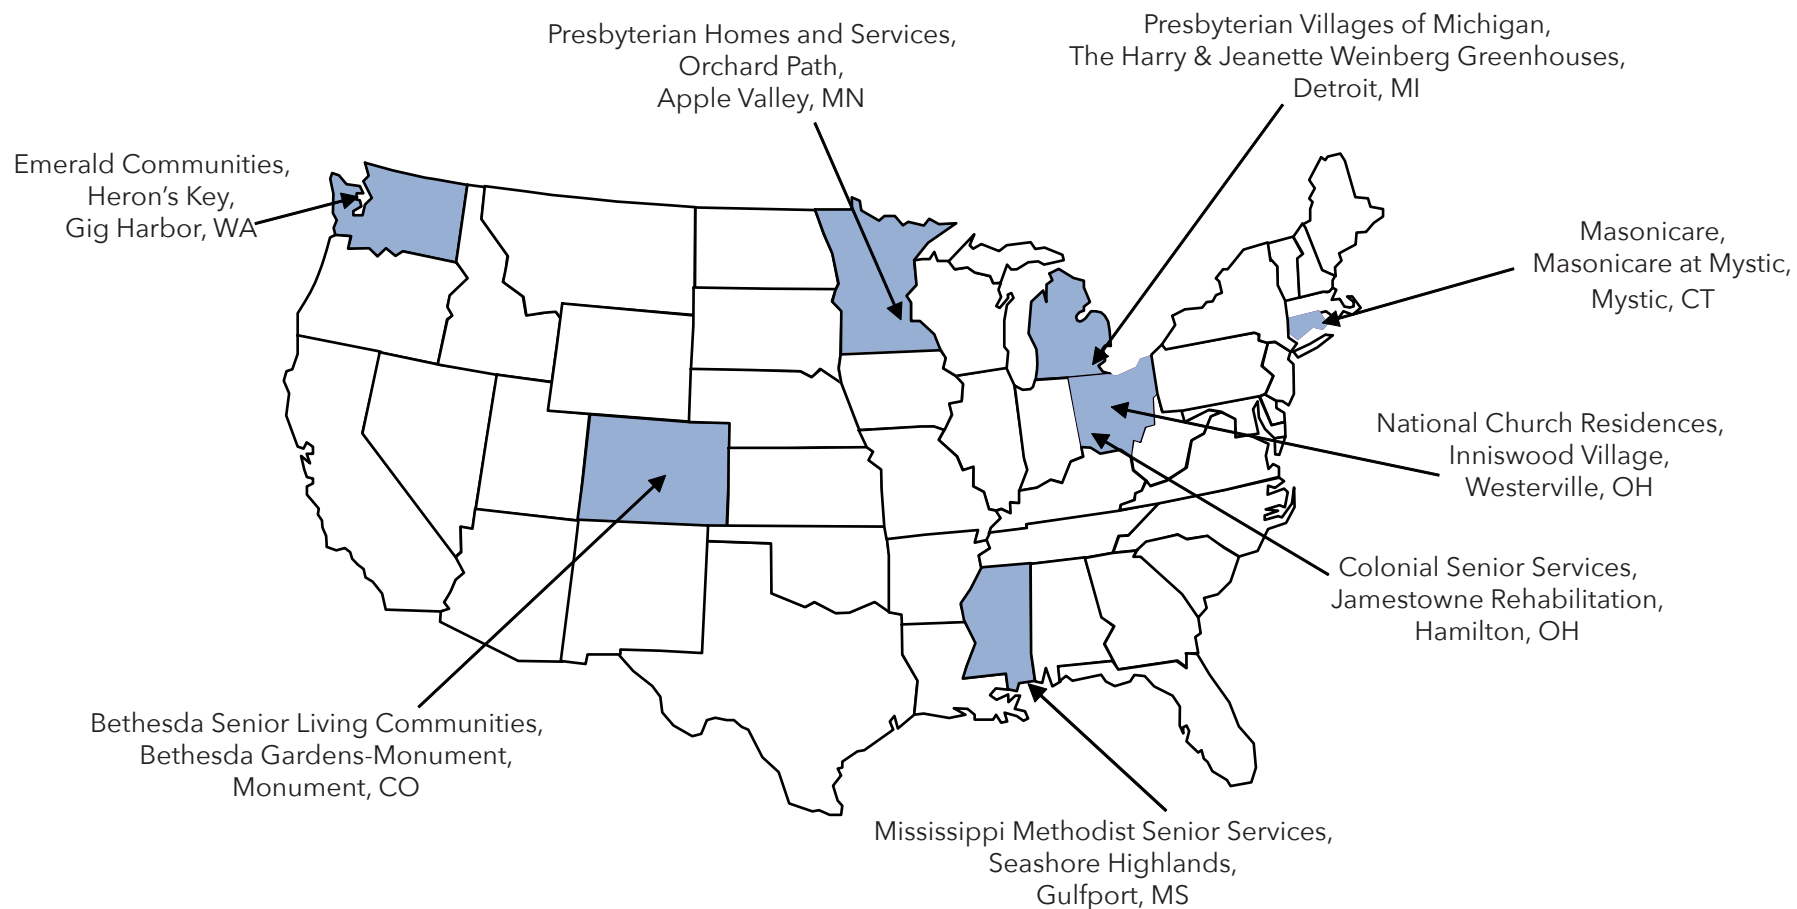 Presbyterian Homes and Services,
Orchard Path,
Apple Valley, MN
Presbyterian Villages of Michigan,
The Harry & Jeanette Weinberg Greenhouses,
Detroit, MI
Emerald Communities,
Heron’s Key,
Gig Harbor, WA
Masonicare,
Masonicare at Mystic,
Mystic, CT
National Church Residences,
Inniswood Village,
Westerville, OH
Colonial Senior Services,
Jamestowne Rehabilitation,
Hamilton, OH
Bethesda Senior Living Communities,
Bethesda Gardens-Monument,
Monument, CO
Mississippi Methodist Senior Services,
Seashore Highlands,
Gulfport, MS